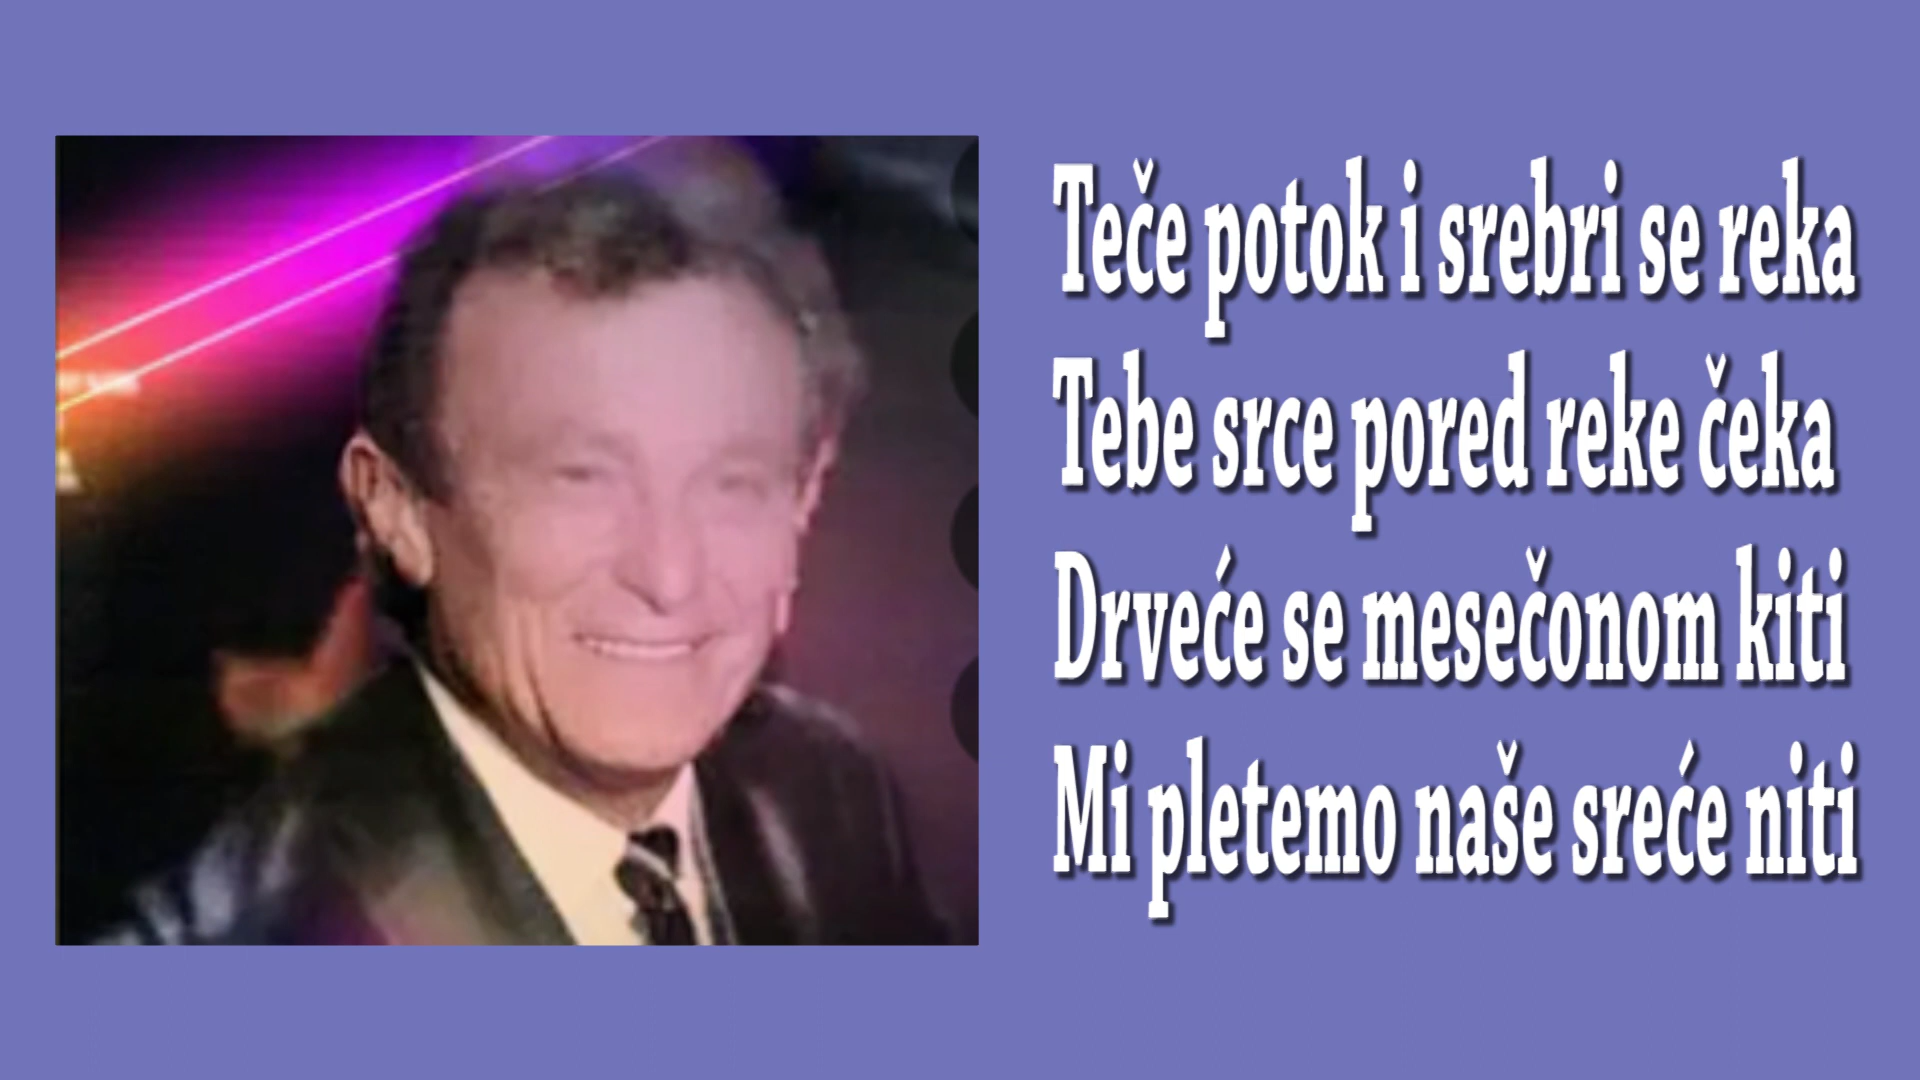 Teče potok i srebri se reka
Tebe srce pored reke čeka
Drveće se mesečonom kiti
Mi pletemo naše sreće niti